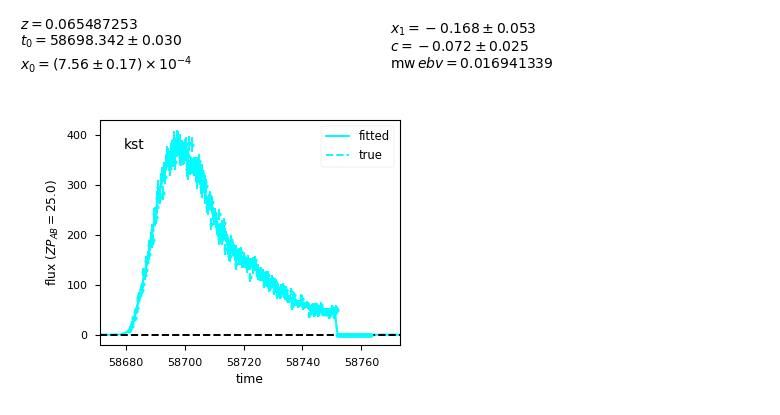 z = 0.065487253
t₀ = 58698.342 ± 0.030
x₀ = (7.56 ± 0.17) × 10⁻⁴
x₁ = −0.168 ± 0.053
c = −0.072 ± 0.025
mw ebv = 0.016941339
kst
fitted
true
400
300
200
100
0
flux (ZP_AB = 25.0)
58680 58700 58720 58740 58760
time